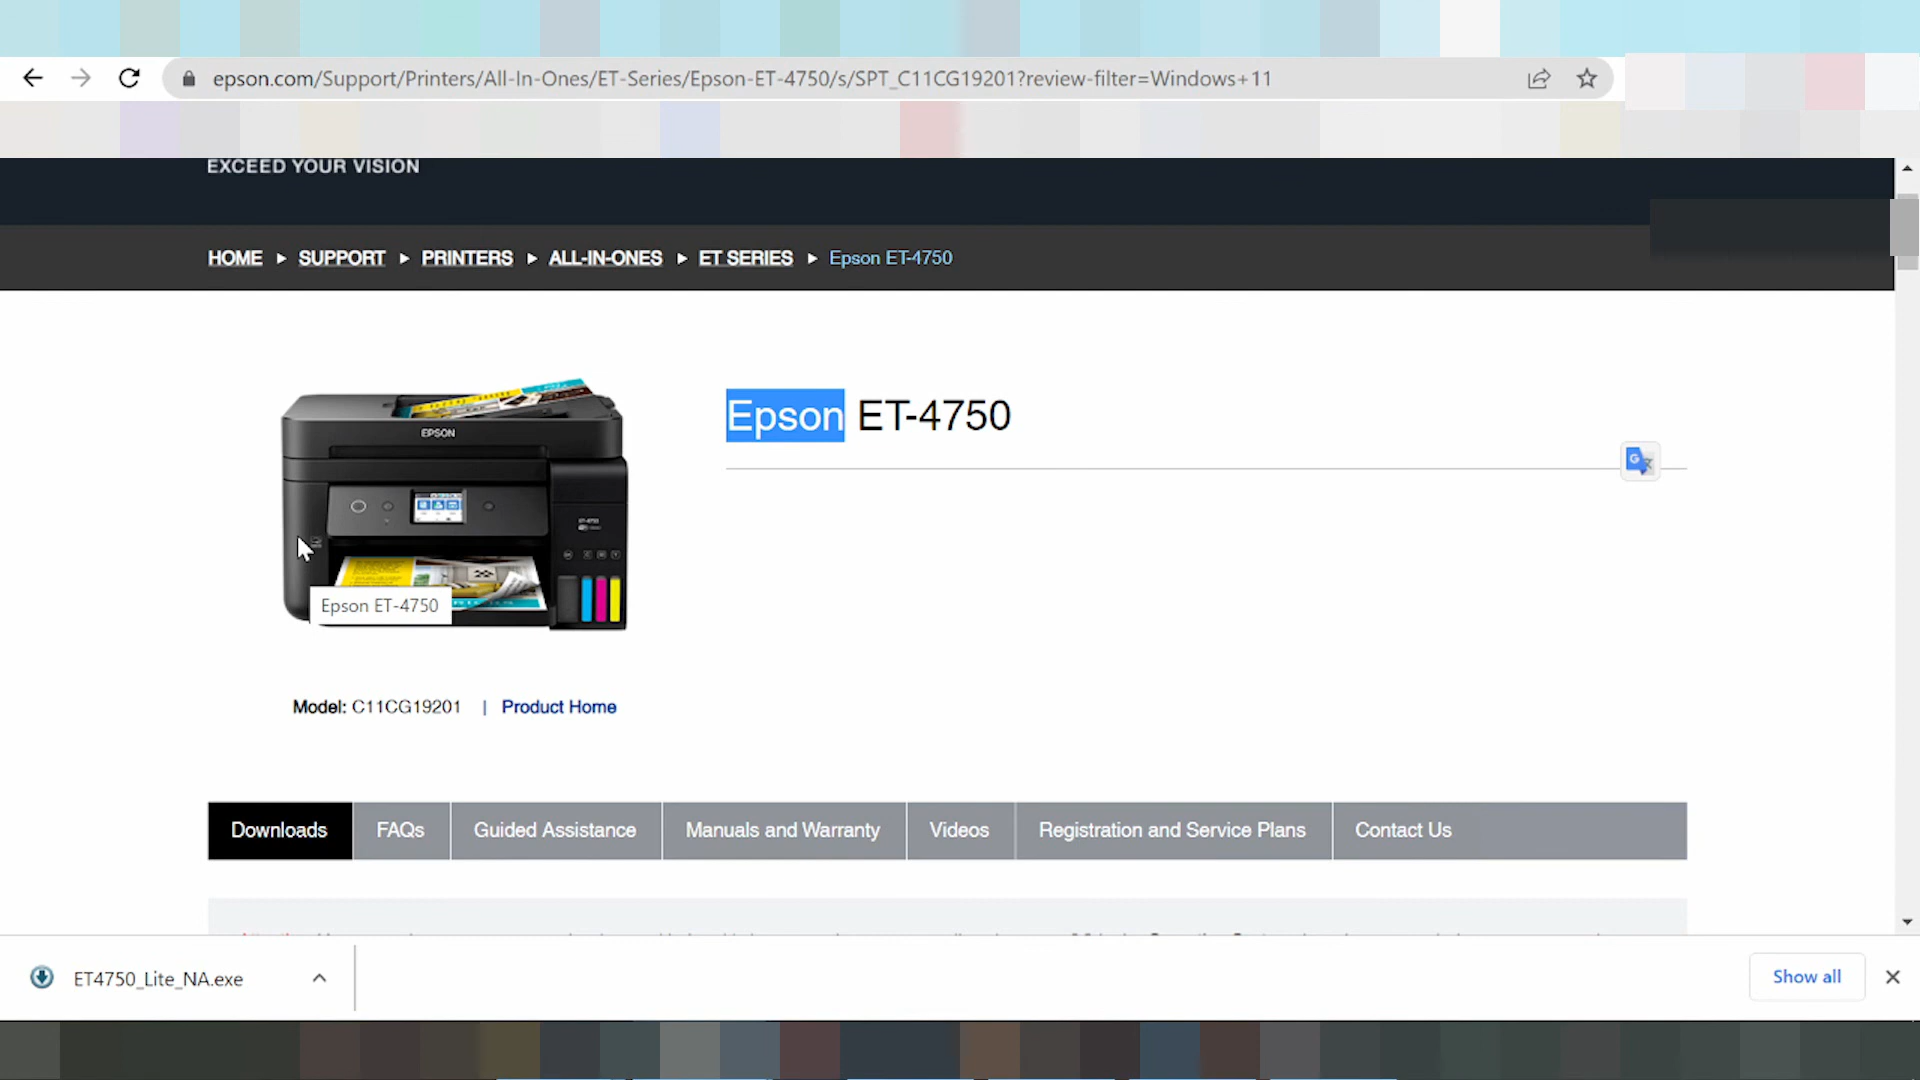 epson.com/Support/Printers/All-In-Ones/ET-Series/Epson-ET-4750/s/SPT_C11CG19201?review-filter=Windows+11
EXCEED YOUR VISION
HOME ▸ SUPPORT ▸ PRINTERS ▸ ALL-IN-ONES ▸ ET SERIES ▸ Epson ET-4750
Epson ET-4750
EPSON
ET-4750
Epson ET-4750
Model: C11CG19201 | Product Home
Downloads FAQs Guided Assistance Manuals and Warranty Videos Registration and Service Plans Contact Us
ET4750_Lite_NA.exe
Show all